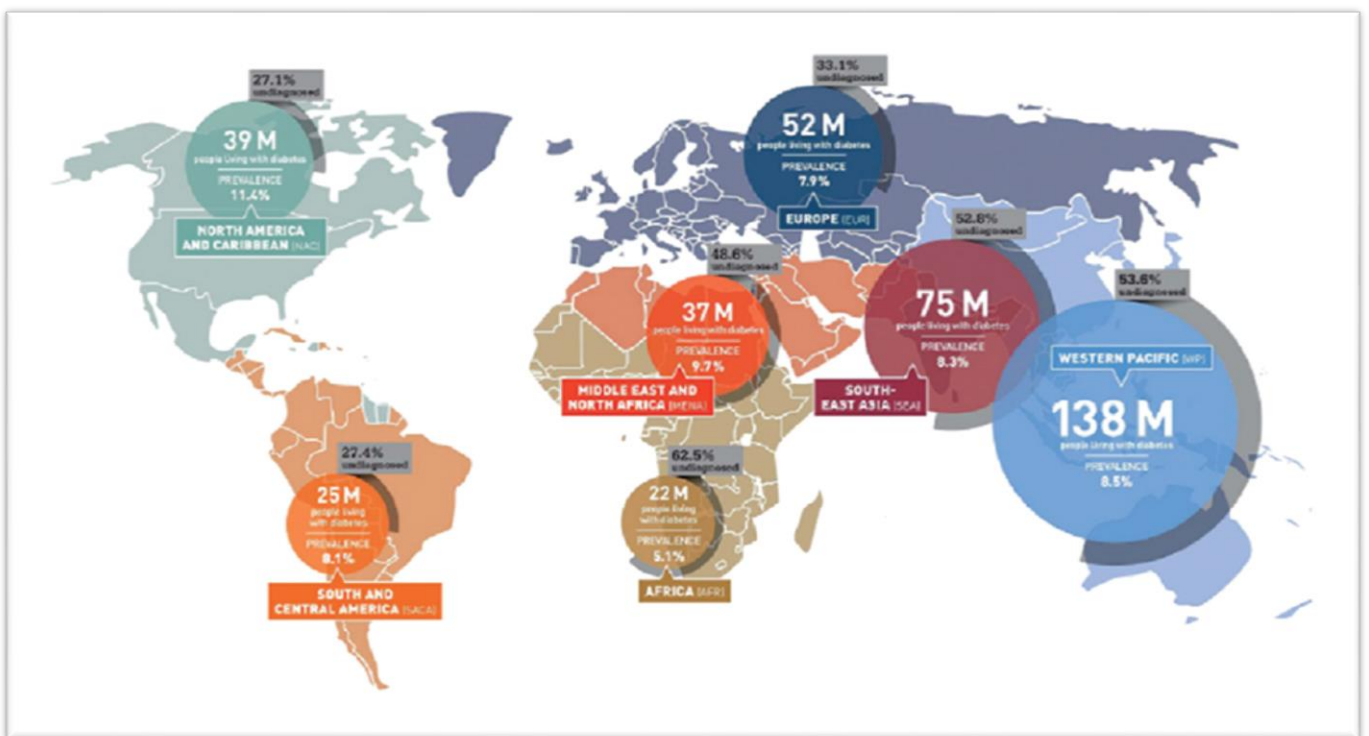 27.1%
undiagnosed
39 M
people living with diabetes
PREVALENCE
11.4%
NORTH AMERICA
AND CARIBBEAN (NAC)
33.1%
undiagnosed
52 M
people living with diabetes
PREVALENCE
7.9%
EUROPE (EUR)
48.6%
undiagnosed
37 M
people living with diabetes
PREVALENCE
9.7%
MIDDLE EAST AND
NORTH AFRICA (MENA)
52.8%
undiagnosed
75 M
people living with diabetes
PREVALENCE
8.3%
SOUTH-
EAST ASIA (SEA)
53.6%
undiagnosed
WESTERN PACIFIC (WP)
138 M
people living with diabetes
PREVALENCE
8.5%
27.4%
undiagnosed
25 M
people living
with diabetes
PREVALENCE
8.1%
SOUTH AND
CENTRAL AMERICA (SACA)
62.5%
undiagnosed
22 M
people living
with diabetes
PREVALENCE
5.1%
AFRICA (AFR)